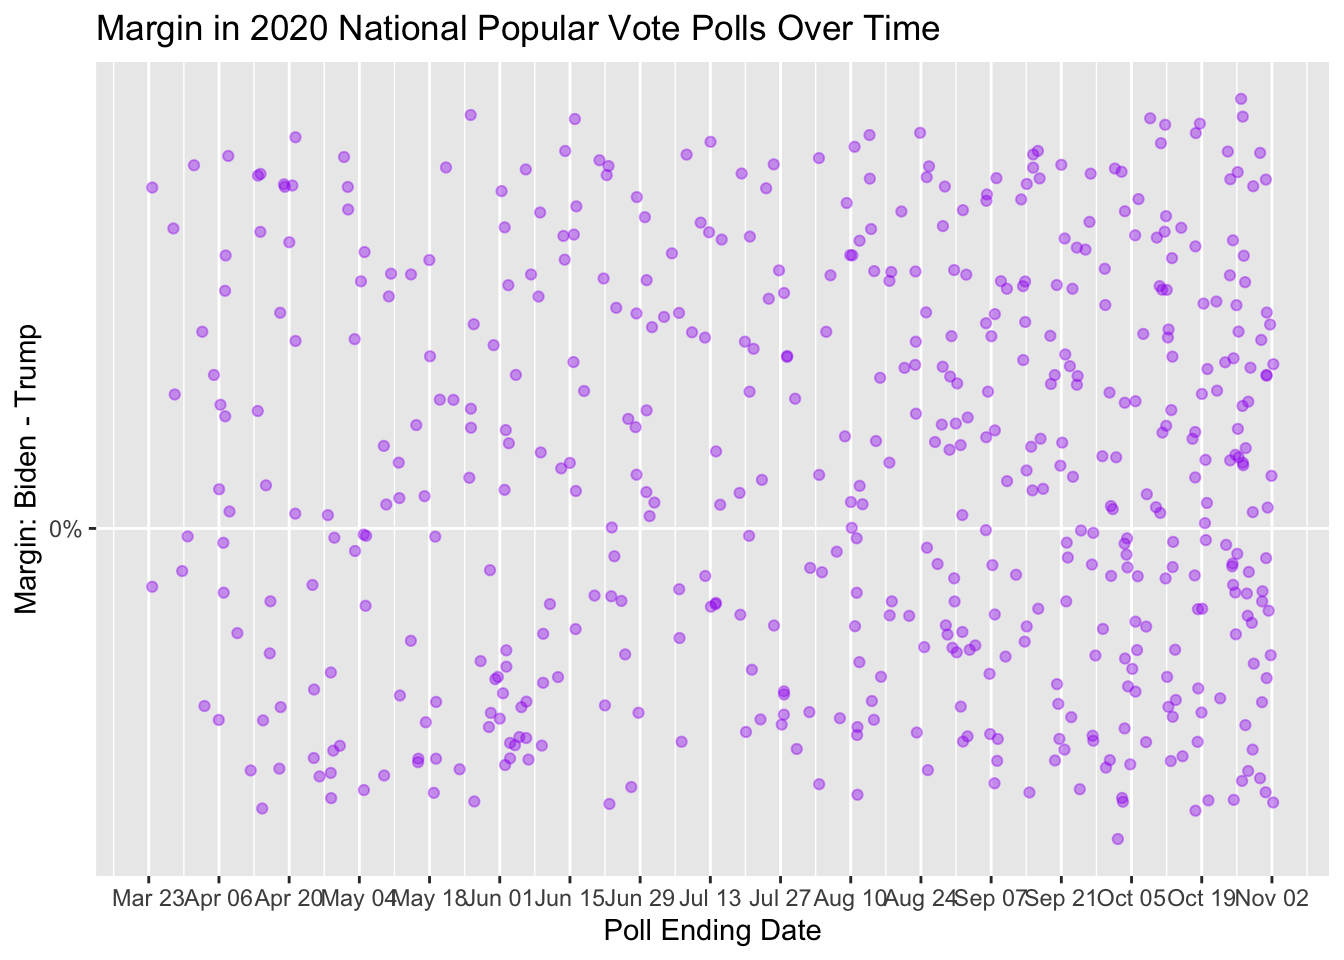 Margin in 2020 National Popular Vote Polls Over Time
Margin: Biden - Trump
0%
Mar 23 Apr 06 Apr 20 May 04 May 18 Jun 01 Jun 15 Jun 29 Jul 13 Jul 27 Aug 10 Aug 24 Sep 07 Sep 21 Oct 05 Oct 19 Nov 02
Poll Ending Date